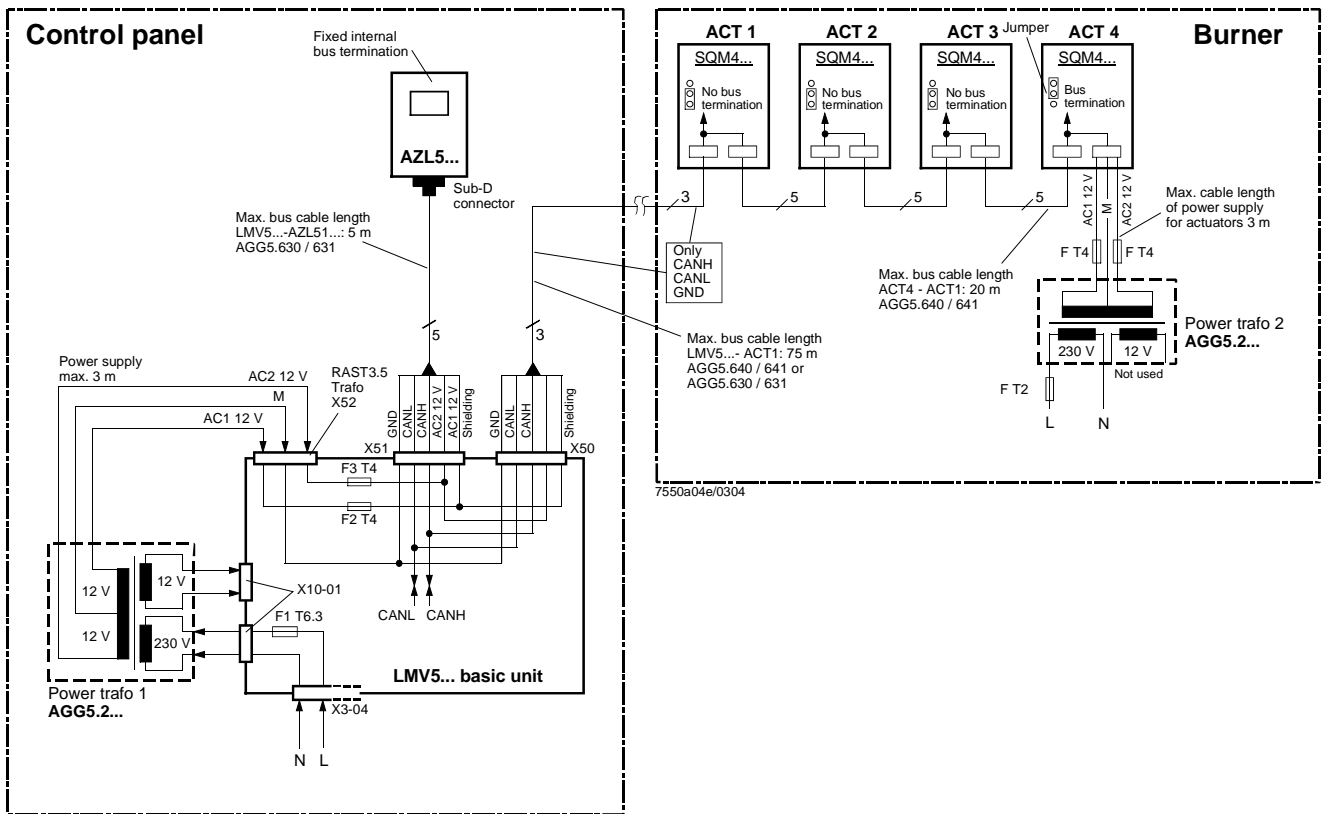 Control panel
Fixed internal
bus termination
AZL5...
Sub-D
connector
Max. bus cable length
LMV5...-AZL51...: 5 m
AGG5.630 / 631
5
3
Power supply
max. 3 m
AC2 12 V
M
AC1 12 V
RAST3.5
Trafo
X52
GND
CANL
CANH
AC2 12 V
AC1 12 V
Shielding
GND
CANL
CANH
Shielding
X51
X50
F3 T4
F2 T4
12 V
12 V
12 V
230 V
X10-01
F1 T6.3
CANL
CANH
LMV5... basic unit
Power trafo 1
AGG5.2...
X3-04
N
L
Burner
ACT 1
ACT 2
ACT 3
Jumper
ACT 4
SQM4...
SQM4...
SQM4...
SQM4...
No bus
termination
No bus
termination
No bus
termination
Bus
termination
3
5
5
5
Only
CANH
CANL
GND
Max. bus cable length
LMV5...- ACT1: 75 m
AGG5.640 / 641 or
AGG5.630 / 631
Max. bus cable length
ACT4 - ACT1: 20 m
AGG5.640 / 641
AC1 12 V
M
AC2 12 V
Max. cable length
of power supply
for actuators 3 m
F T4
F T4
230 V
12 V
Power trafo 2
AGG5.2...
Not used
F T2
L
N
7550a04e/0304